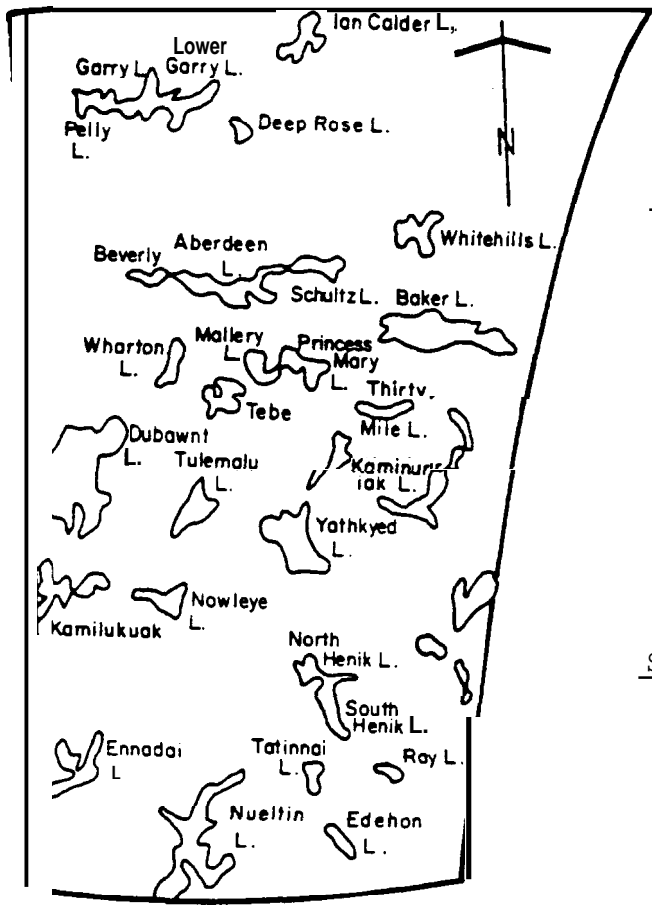 Ian Calder L.
Lower
Garry L. Garry L.
Pelly
L.
Deep Rose L.
N
Whitehills L.
Aberdeen
L.
Beverly
Schultz L.
Baker L.
Mallery
L.
Princess
Mary
L.
Wharton
L.
Thirty
Mile L.
Tebe
Dubawnt
L.
Tulemalu
L.
Kaminur
iak L.
Yathkyed
L.
Nowleye
L.
Kamilukuak
North
Henik L.
South
Henik L.
Ennadai
L
Tatinnai
L.
Ray L.
Nueltin
L.
Edehon
L.
S